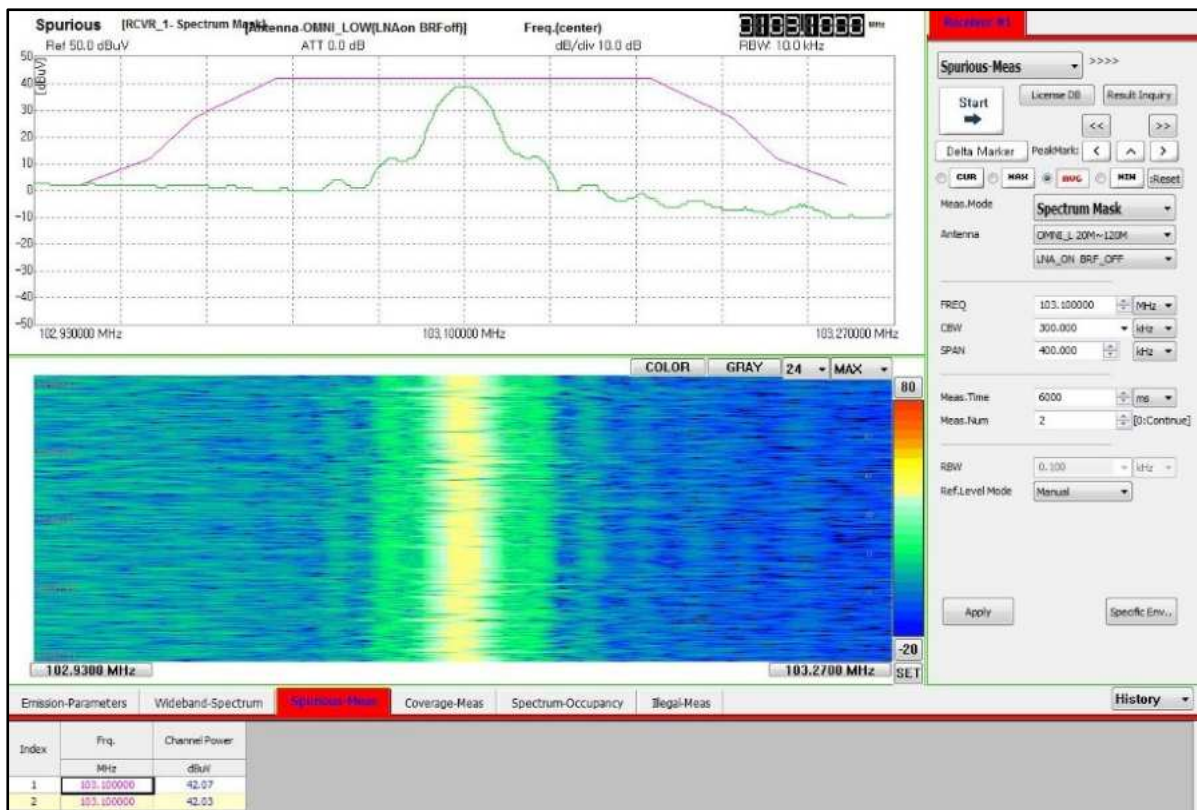 Spurious [RCVR_1- Spectrum Mask] [Antenna-OMNI_LOW(LNAon BRFoff)] Freq.(center) MHz
Ref 50.0 dBuV ATT 0.0 dB dB/div 10.0 dB RBW: 10.0 kHz
50
[dBuV]
40
30
20
10
0
-10
-20
-30
-40
-50
102,930000 MHz 103,100000 MHz 103,270000 MHz
COLOR GRAY 24 MAX
80
-20
102.9300 MHz 103.2700 MHz SET
Receiver #1
Spurious-Meas >>>>
Start License DB Result Inquiry
<< >>
Delta Marker PeakMark: < ^ >
CUR MAX AVG MIN :Reset
Meas.Mode Spectrum Mask
Antenna OMNI_L 20M~120M
LNA_ON BRF_OFF
FREQ 103.100000 MHz
CBW 300.000 kHz
SPAN 400.000 kHz
Meas.Time 6000 ms
Meas.Num 2 [0:Continue]
RBW 0.100 kHz
Ref.Level Mode Manual
Apply Specific Env..
Emission-Parameters Wideband-Spectrum Spurious-Meas Coverage-Meas Spectrum-Occupancy Illegal-Meas History
Index Frq. Channel Power
MHz dBuV
1 103.100000 42.07
2 103.100000 42.03